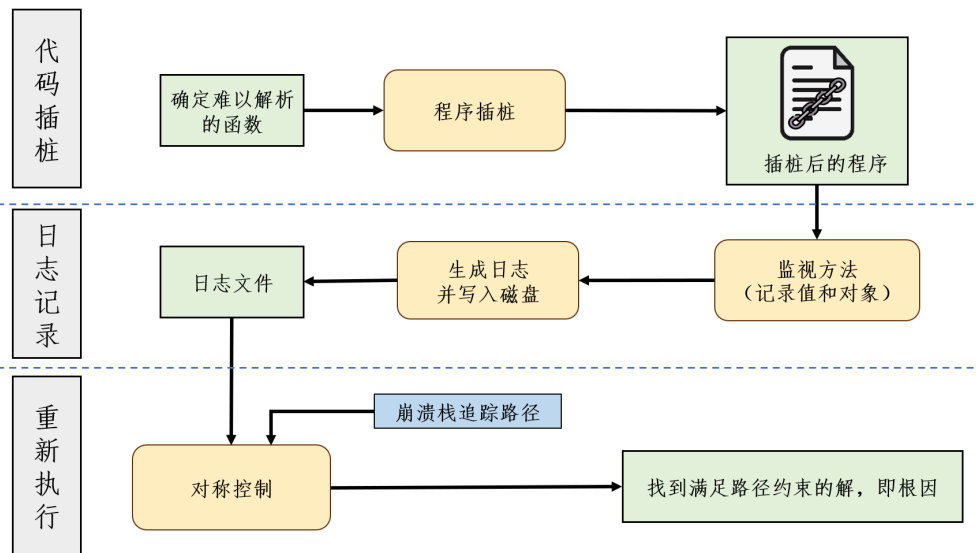 代码插桩
确定难以解析
的函数
程序插桩
插桩后的程序
日志记录
日志文件
生成日志
并写入磁盘
监视方法
（记录值和对象）
重新执行
崩溃栈追踪路径
对称控制
找到满足路径约束的解，即根因